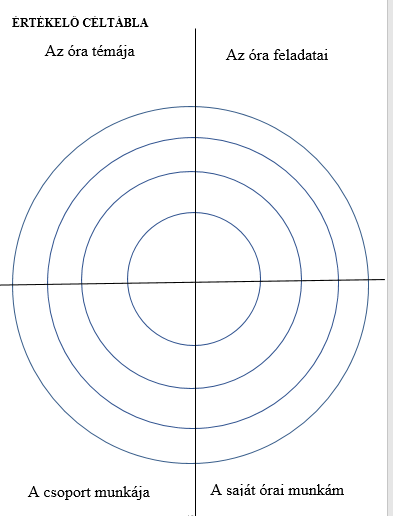 ÉRTÉKELŐ CÉLTÁBLA
Az óra témája
Az óra feladatai
A csoport munkája
A saját órai munkám